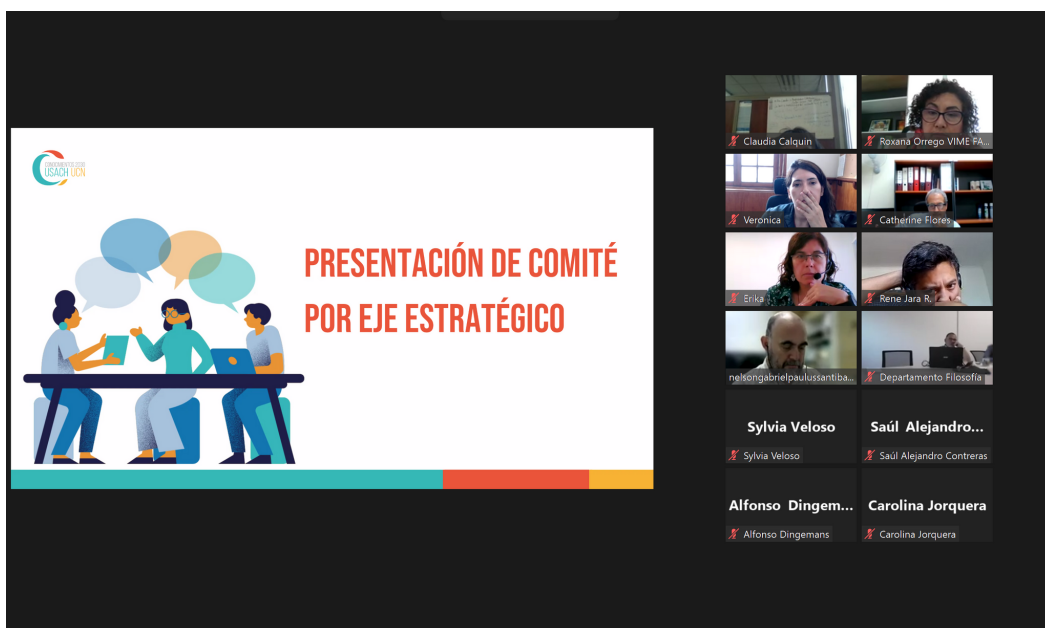 CONOCIMIENTOS 2030
USACH UCN
PRESENTACIÓN DE COMITÉ
POR EJE ESTRATÉGICO
Claudia Calquin
Roxana Orrego VIME FA...
Veronica
Catherine Flores
Erika
Rene Jara R.
nelsongabrielpaulussantiba...
Departamento Filosofía
Sylvia Veloso
Sylvia Veloso
Saúl Alejandro...
Saúl Alejandro Contreras
Alfonso Dingem...
Alfonso Dingemans
Carolina Jorquera
Carolina Jorquera